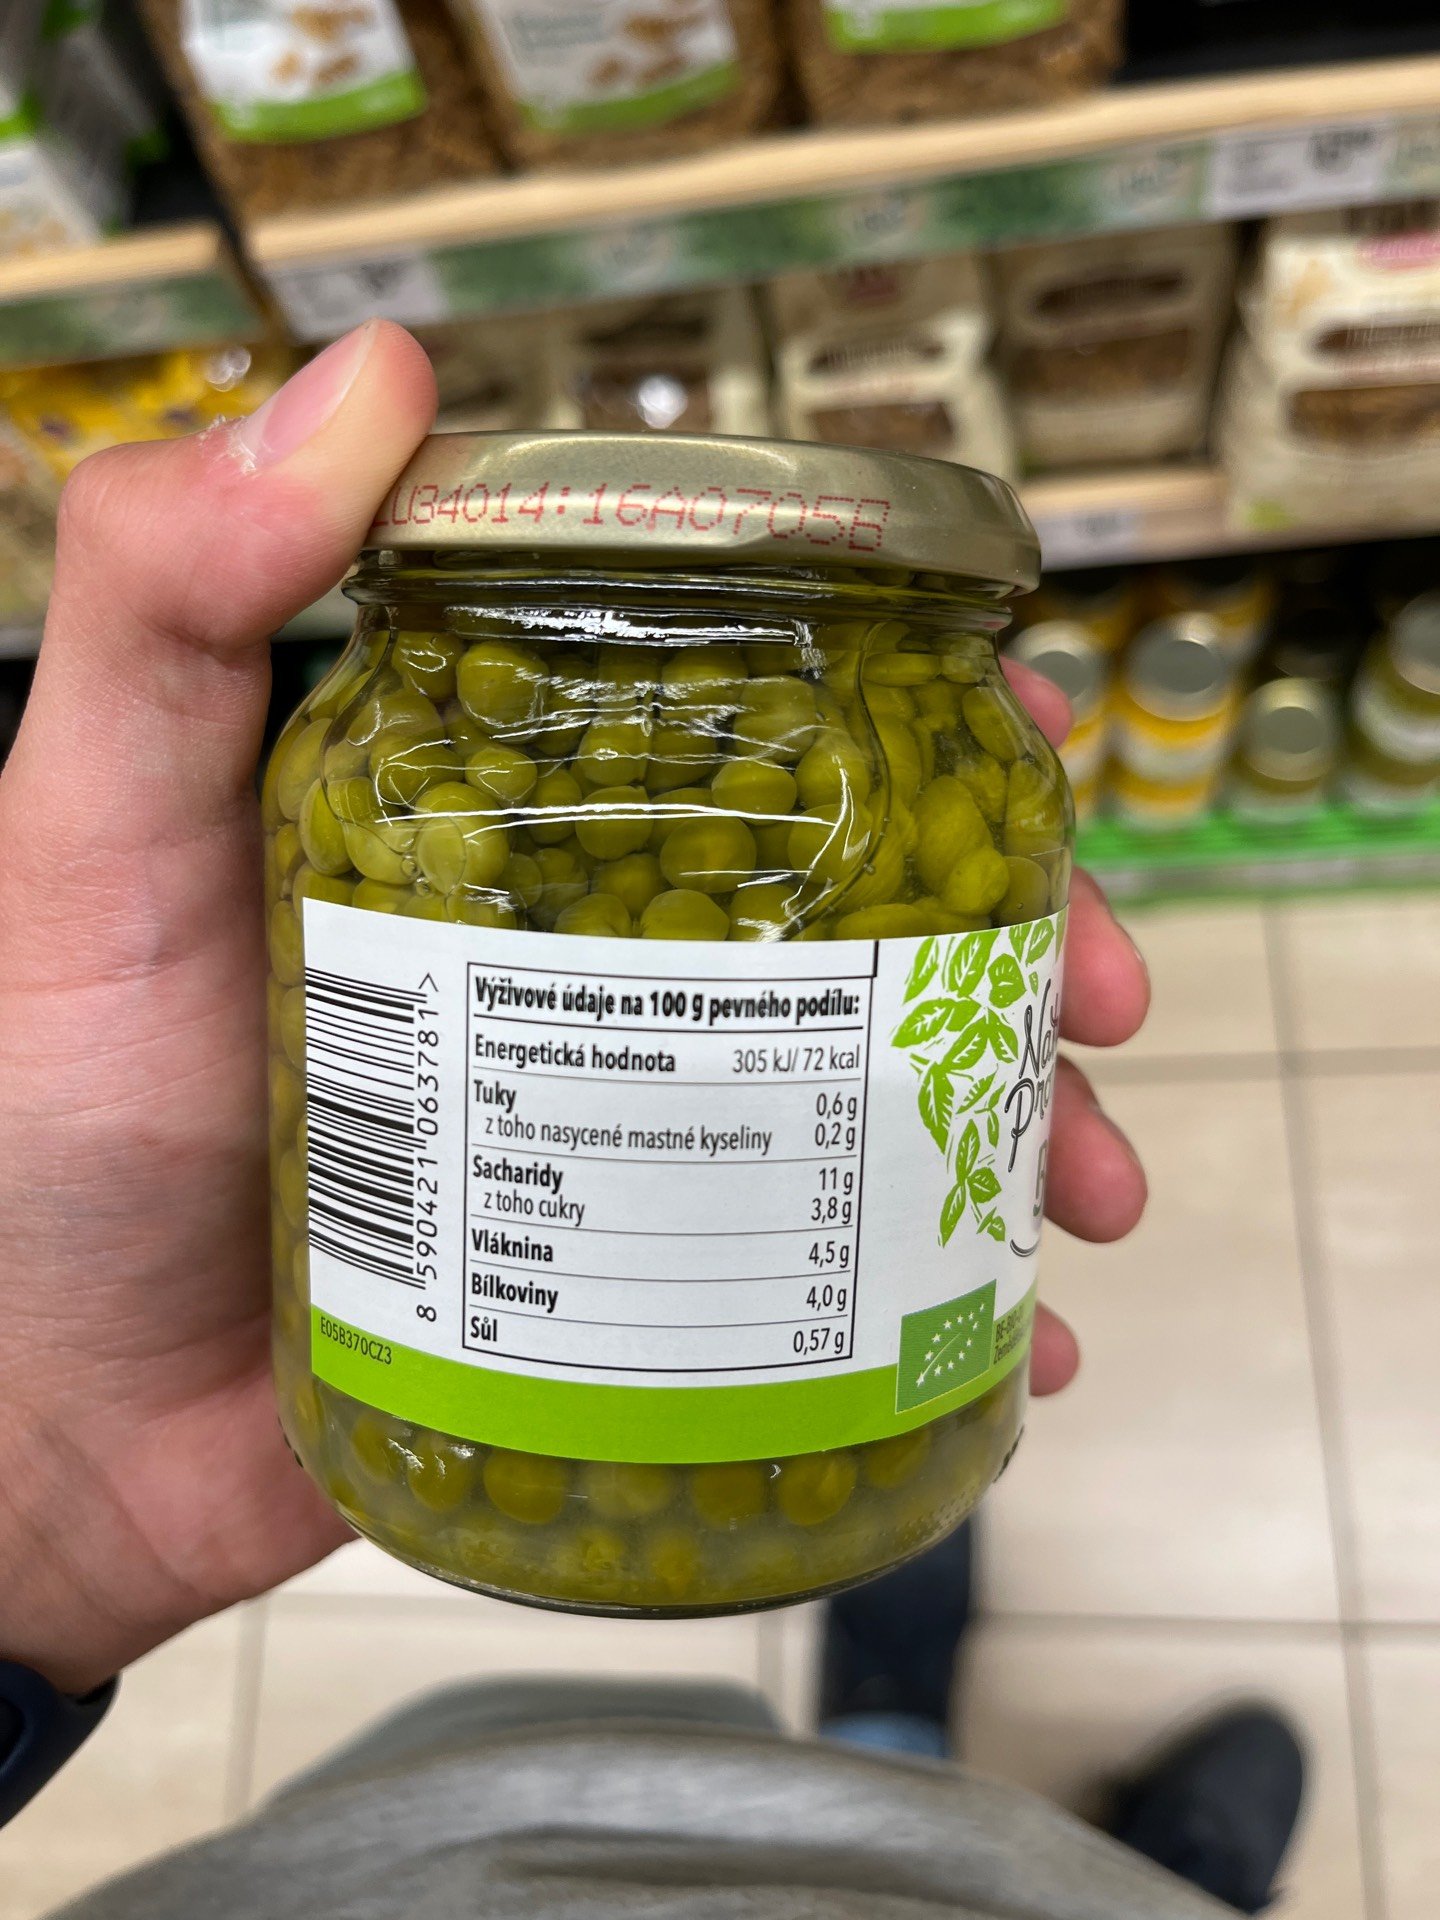 LU34014:16A07058
Výživové údaje na 100 g pevného podílu:
Energetická hodnota 305 kJ/ 72 kcal
Tuky 0,6 g
z toho nasycené mastné kyseliny 0,2 g
Sacharidy 11 g
z toho cukry 3,8 g
Vláknina 4,5 g
Bílkoviny 4,0 g
Sůl 0,57 g
8 590421 063781 >
E05B370CZ3